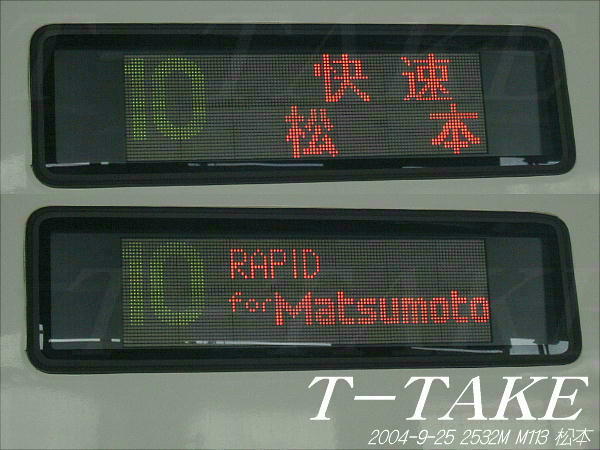 10 快速
松本
10 RAPID
for Matsumoto
T-TAKE
2004-9-25 2532M M113 松本